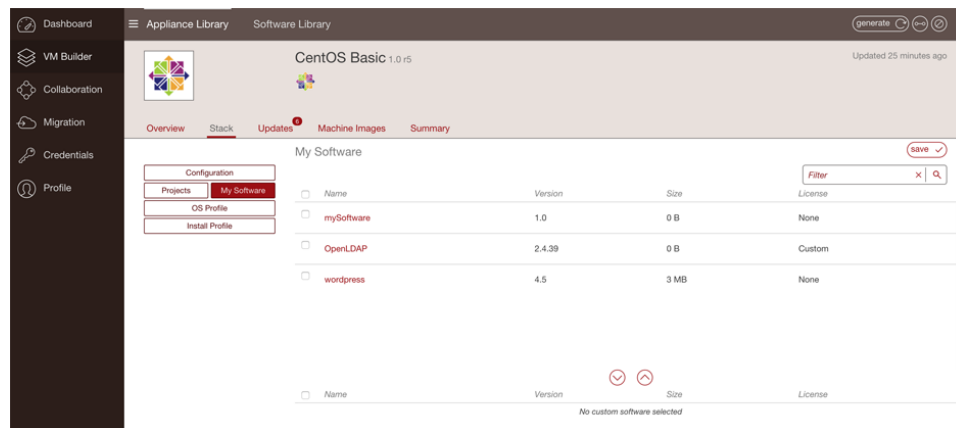 Dashboard
VM Builder
Collaboration
Migration
Credentials
Profile
Appliance Library Software Library
generate
CentOS Basic 1.0 r5
Updated 25 minutes ago
Overview Stack Updates 6 Machine Images Summary
My Software
save
Configuration
Projects My Software
OS Profile
Install Profile
Filter
Name Version Size License
mySoftware 1.0 0 B None
OpenLDAP 2.4.39 0 B Custom
wordpress 4.5 3 MB None
Name Version Size License
No custom software selected